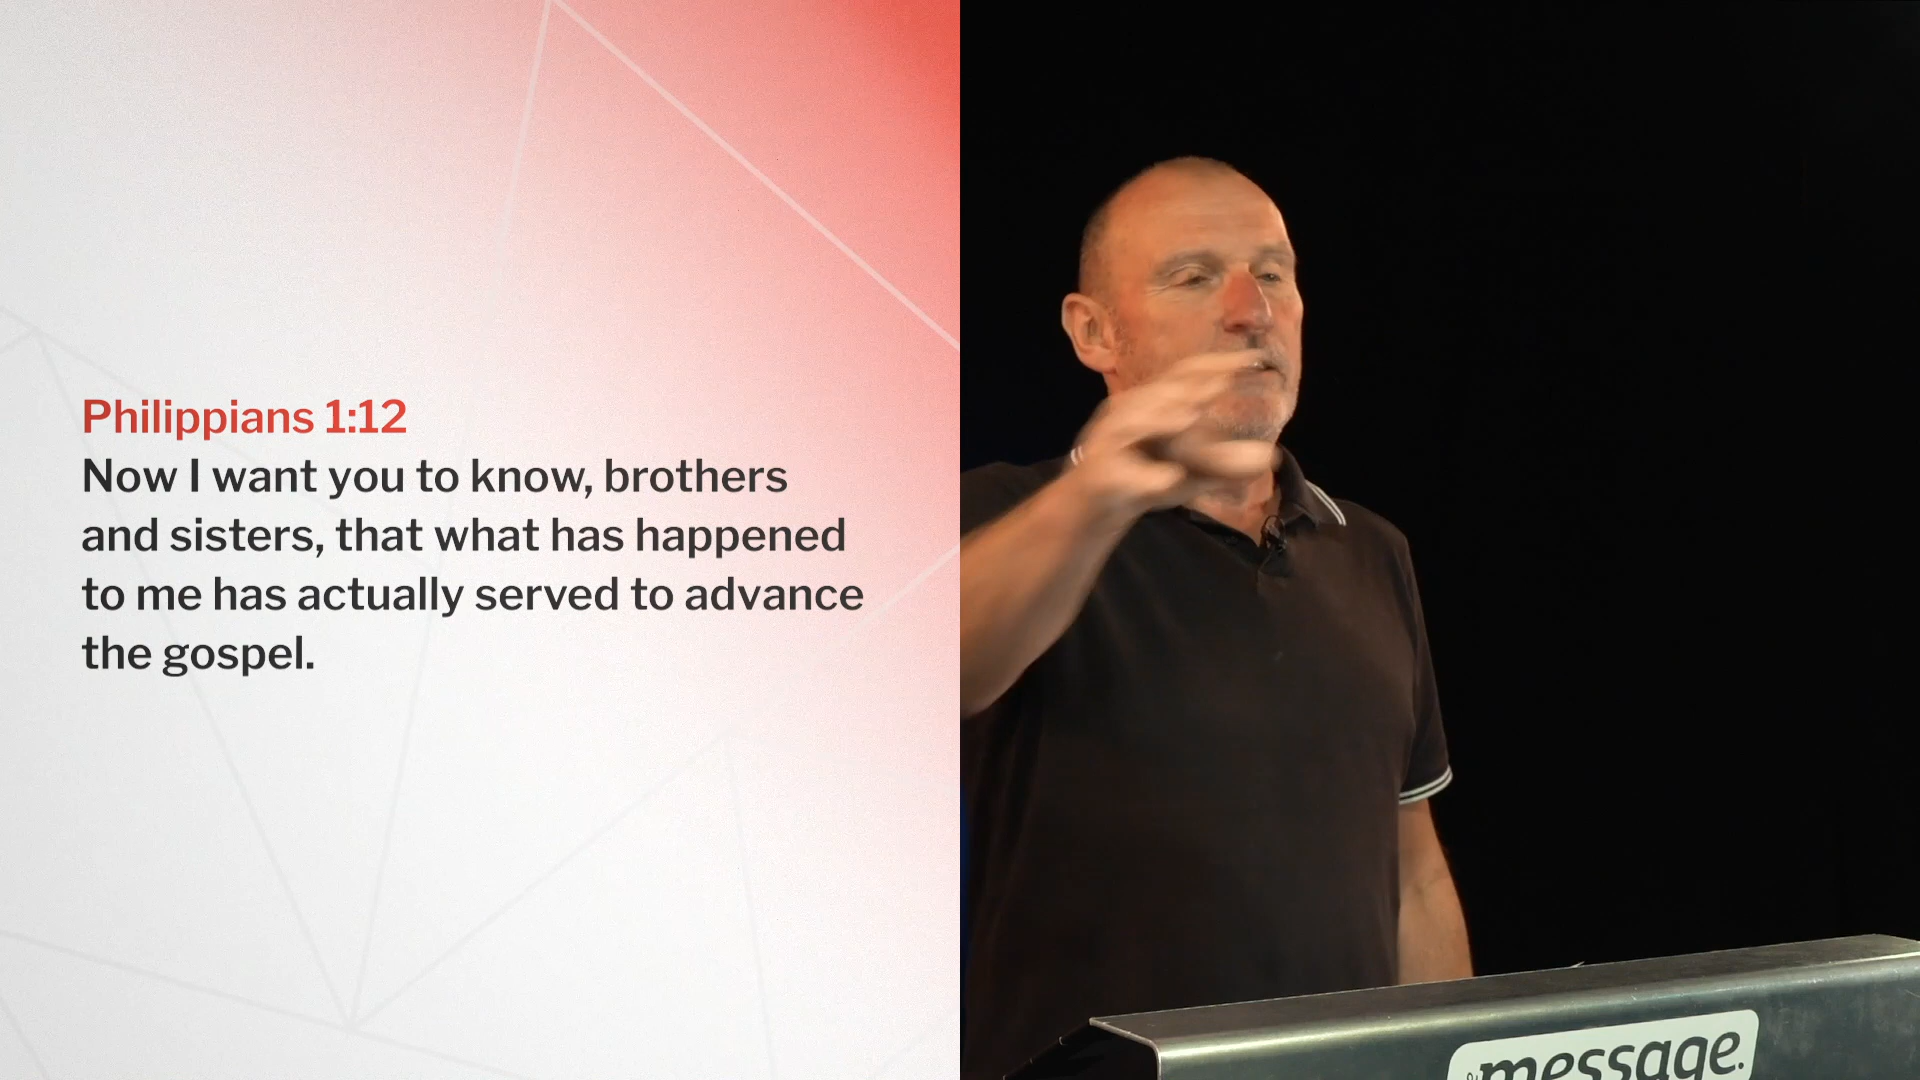 Philippians 1:12
Now I want you to know, brothers
and sisters, that what has happened
to me has actually served to advance
the gospel.
message.